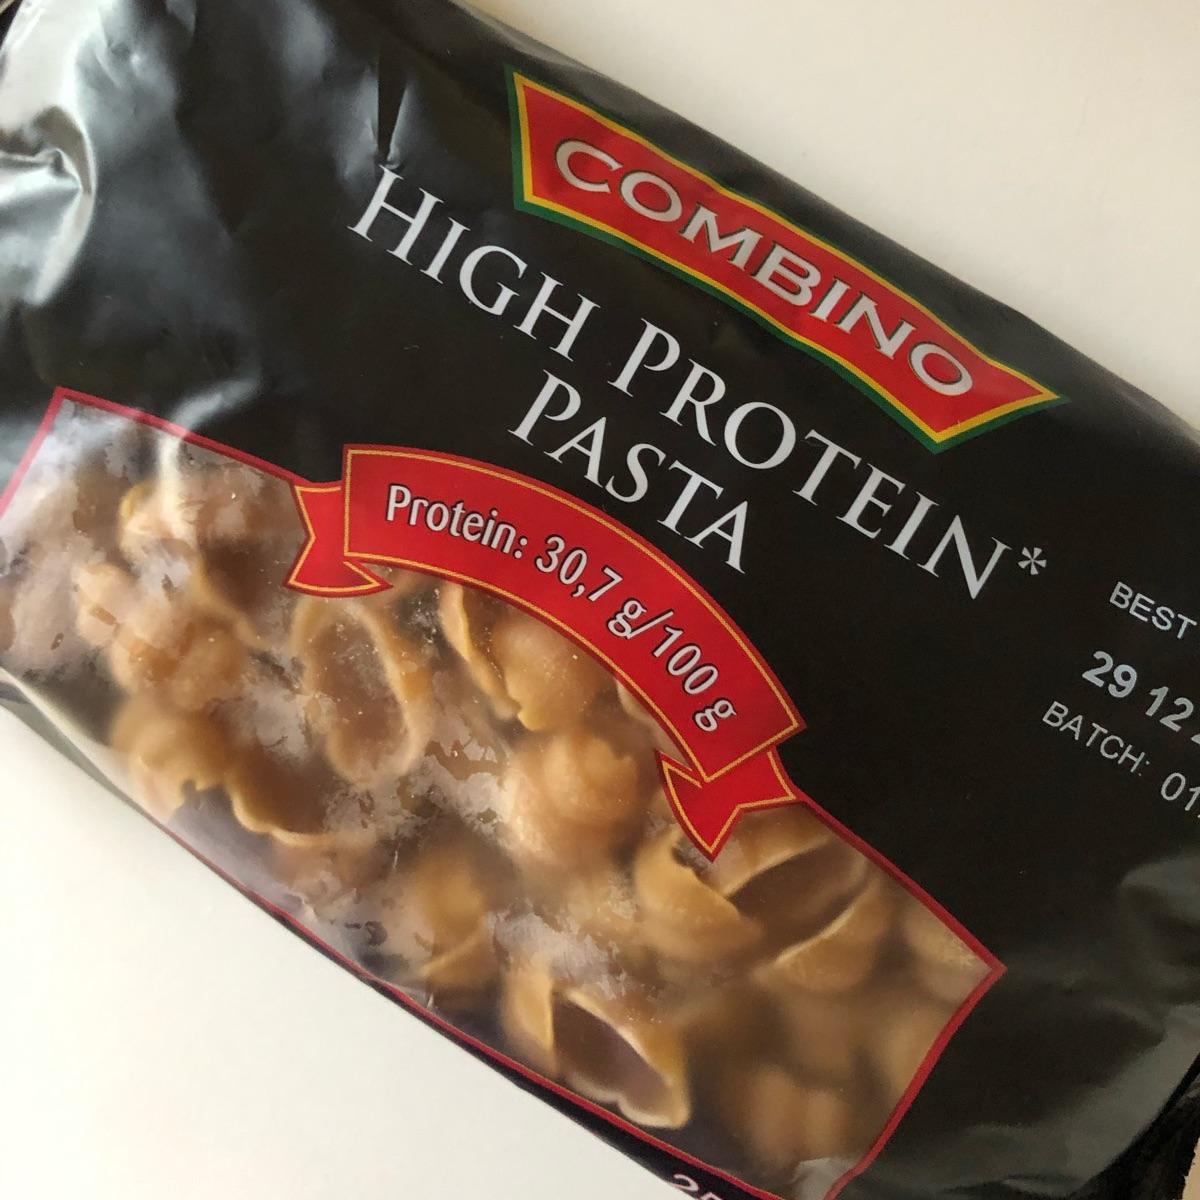 COMBINO
HIGH PROTEIN*
PASTA
Protein: 30,7 g/100 g
BEST
29 12
BATCH: 01